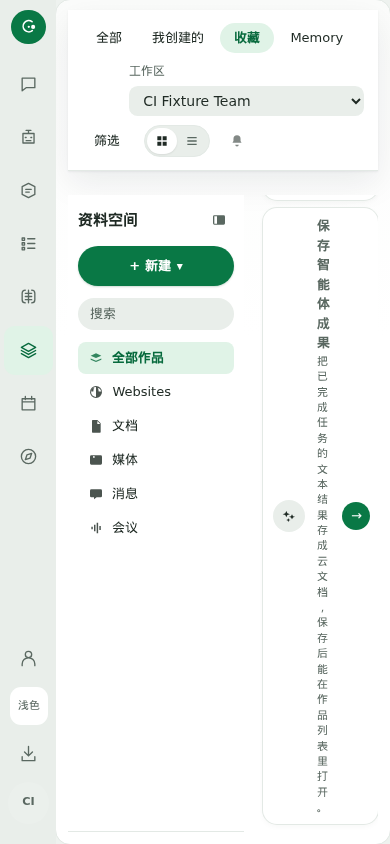 全部
我创建的
收藏
Memory
工作区
CI Fixture Team
筛选
资料空间
+ 新建 ▾
搜索
全部作品
Websites
文档
媒体
消息
会议
保存智能体成果
把已完成任务的文本结果存成云文档，保存后能在作品列表里打开。
浅色
CI